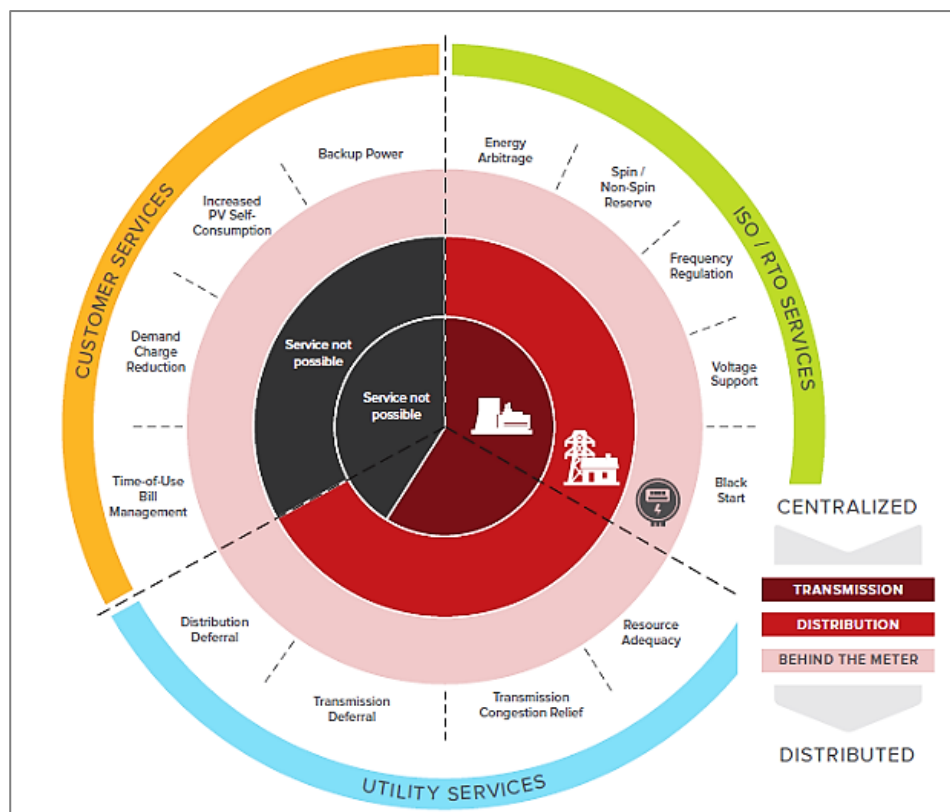 CUSTOMER SERVICES
ISO / RTO SERVICES
UTILITY SERVICES
Backup Power
Increased
PV Self-
Consumption
Demand
Charge
Reduction
Time-of-Use
Bill
Management
Energy
Arbitrage
Spin /
Non-Spin
Reserve
Frequency
Regulation
Voltage
Support
Black
Start
Resource
Adequacy
Transmission
Congestion Relief
Transmission
Deferral
Distribution
Deferral
Service not
possible
Service not
possible
CENTRALIZED
TRANSMISSION
DISTRIBUTION
BEHIND THE METER
DISTRIBUTED